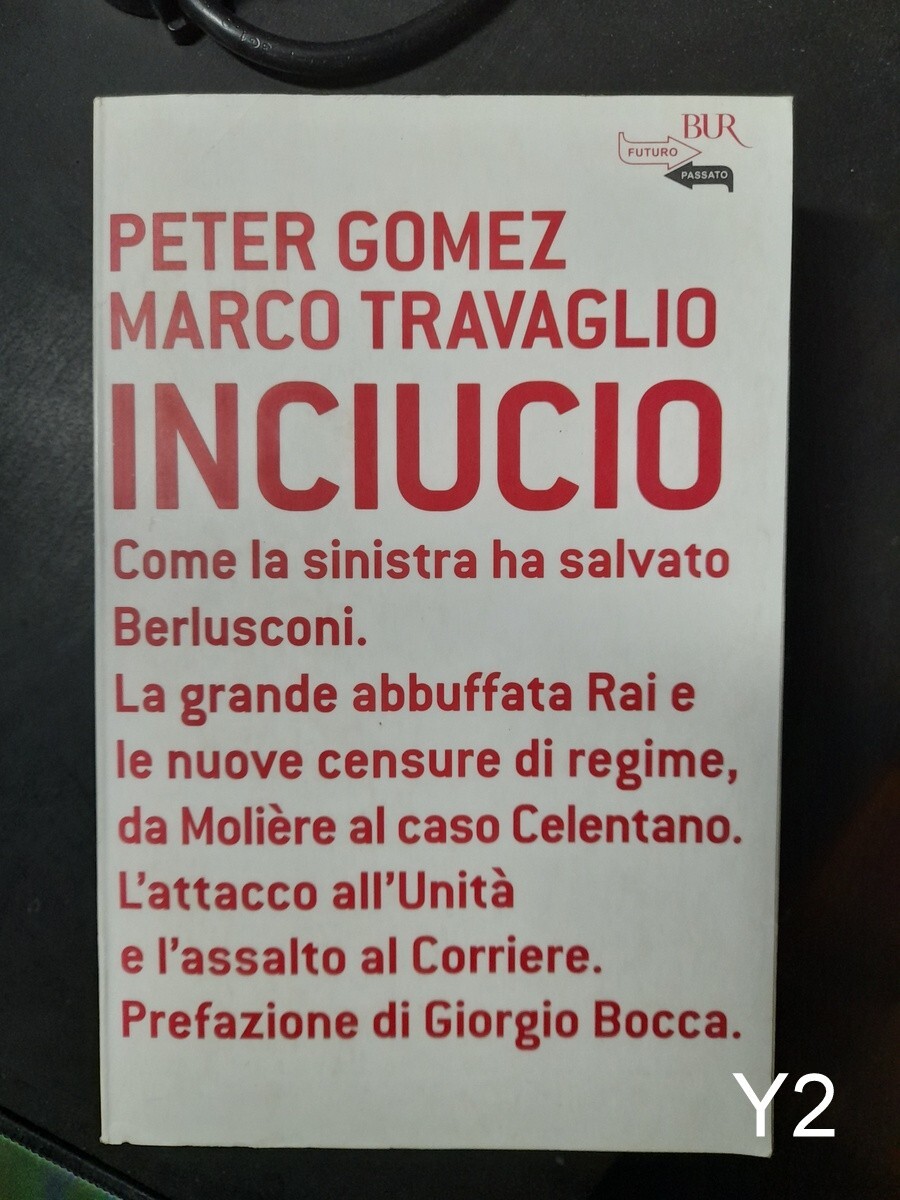 BUR
FUTURO
PASSATO
PETER GOMEZ
MARCO TRAVAGLIO
INCIUCIO
Come la sinistra ha salvato
Berlusconi.
La grande abbuffata Rai e
le nuove censure di regime,
da Molière al caso Celentano.
L'attacco all'Unità
e l'assalto al Corriere.
Prefazione di Giorgio Bocca.
Y2